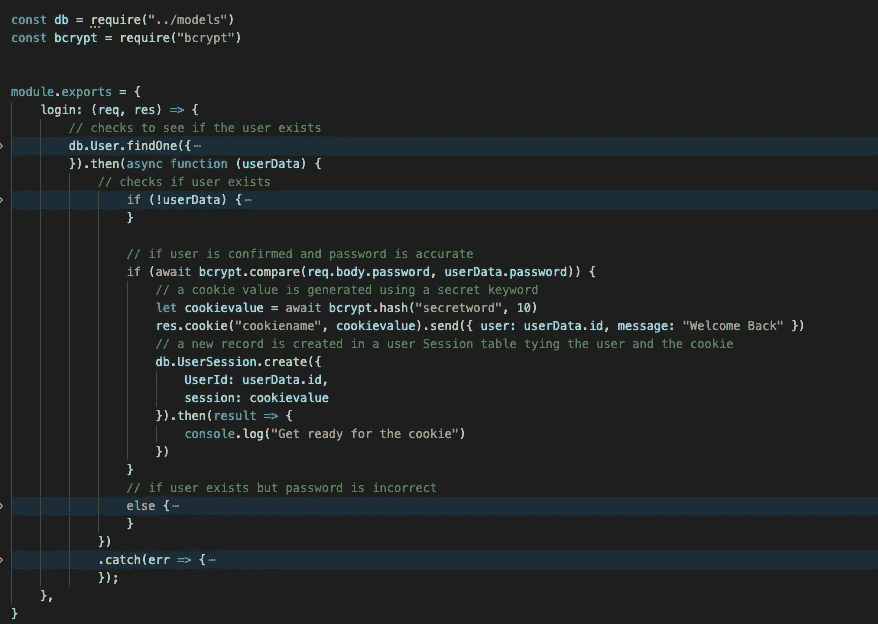 const db = require("../models")
const bcrypt = require("bcrypt")
module.exports = {
login: (req, res) => {
// checks to see if the user exists
db.User.findOne({⋯
}).then(async function (userData) {
// checks if user exists
if (!userData) {⋯
}
// if user is confirmed and password is accurate
if (await bcrypt.compare(req.body.password, userData.password)) {
// a cookie value is generated using a secret keyword
let cookievalue = await bcrypt.hash("secretword", 10)
res.cookie("cookiename", cookievalue).send({ user: userData.id, message: "Welcome Back" })
// a new record is created in a user Session table tying the user and the cookie
db.UserSession.create({
UserId: userData.id,
session: cookievalue
}).then(result => {
console.log("Get ready for the cookie")
})
}
// if user exists but password is incorrect
else {⋯
}
})
.catch(err => {⋯
});
},
}